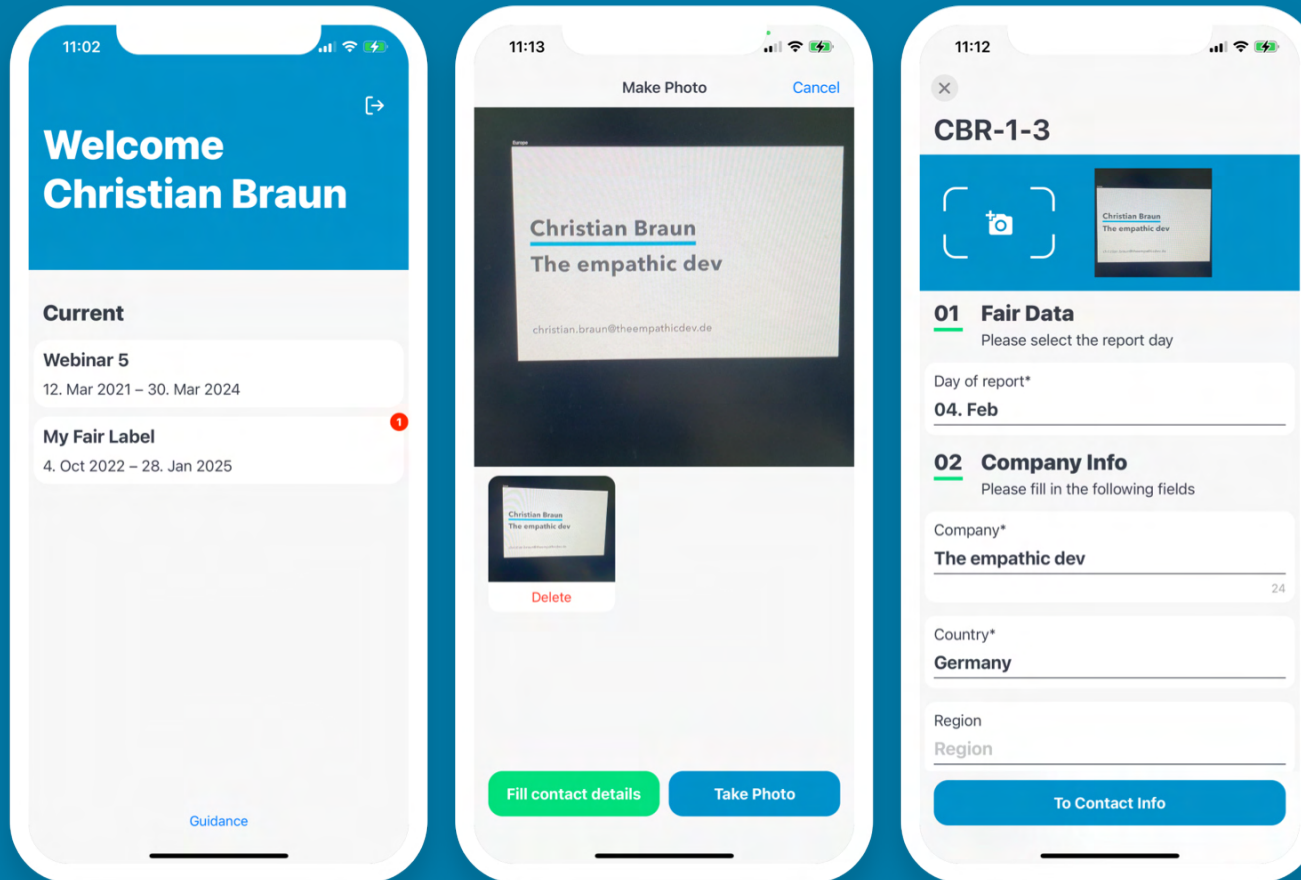 11:02
Welcome
Christian Braun
Current
Webinar 5
12. Mar 2021 – 30. Mar 2024
1
My Fair Label
4. Oct 2022 – 28. Jan 2025
Guidance
11:13
Make Photo
Cancel
Europe
Christian Braun
The empathic dev
christian.braun@theempathicdev.de
Christian Braun
The empathic dev
Delete
Fill contact details
Take Photo
11:12
CBR-1-3
Christian Braun
The empathic dev
01 Fair Data
Please select the report day
Day of report*
04. Feb
02 Company Info
Please fill in the following fields
Company*
The empathic dev
24
Country*
Germany
Region
Region
To Contact Info